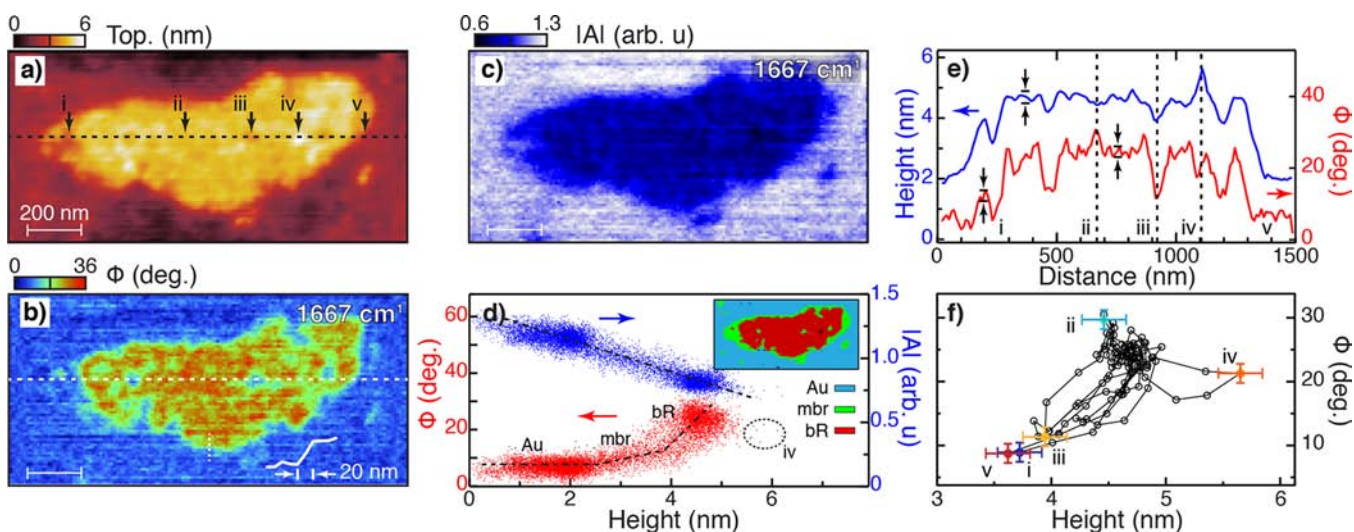 0 6
Top. (nm)
a)
i ii iii iv v
200 nm
0 36
Φ (deg.)
b)
1667 cm⁻¹
20 nm
0.6 1.3
|A| (arb. u)
c)
1667 cm⁻¹
d)
60
40
20
0
Φ (deg.)
1.5
1.0
0.5
0
|A| (arb. u)
Au
mbr
bR
iv
Au
mbr
bR
0 2 4 6
Height (nm)
e)
6
4
2
0
Height (nm)
40
20
0
Φ (deg.)
i ii iii iv v
0 500 1000 1500
Distance (nm)
f)
ii
iv
v i iii
30
20
10
Φ (deg.)
3 4 5 6
Height (nm)